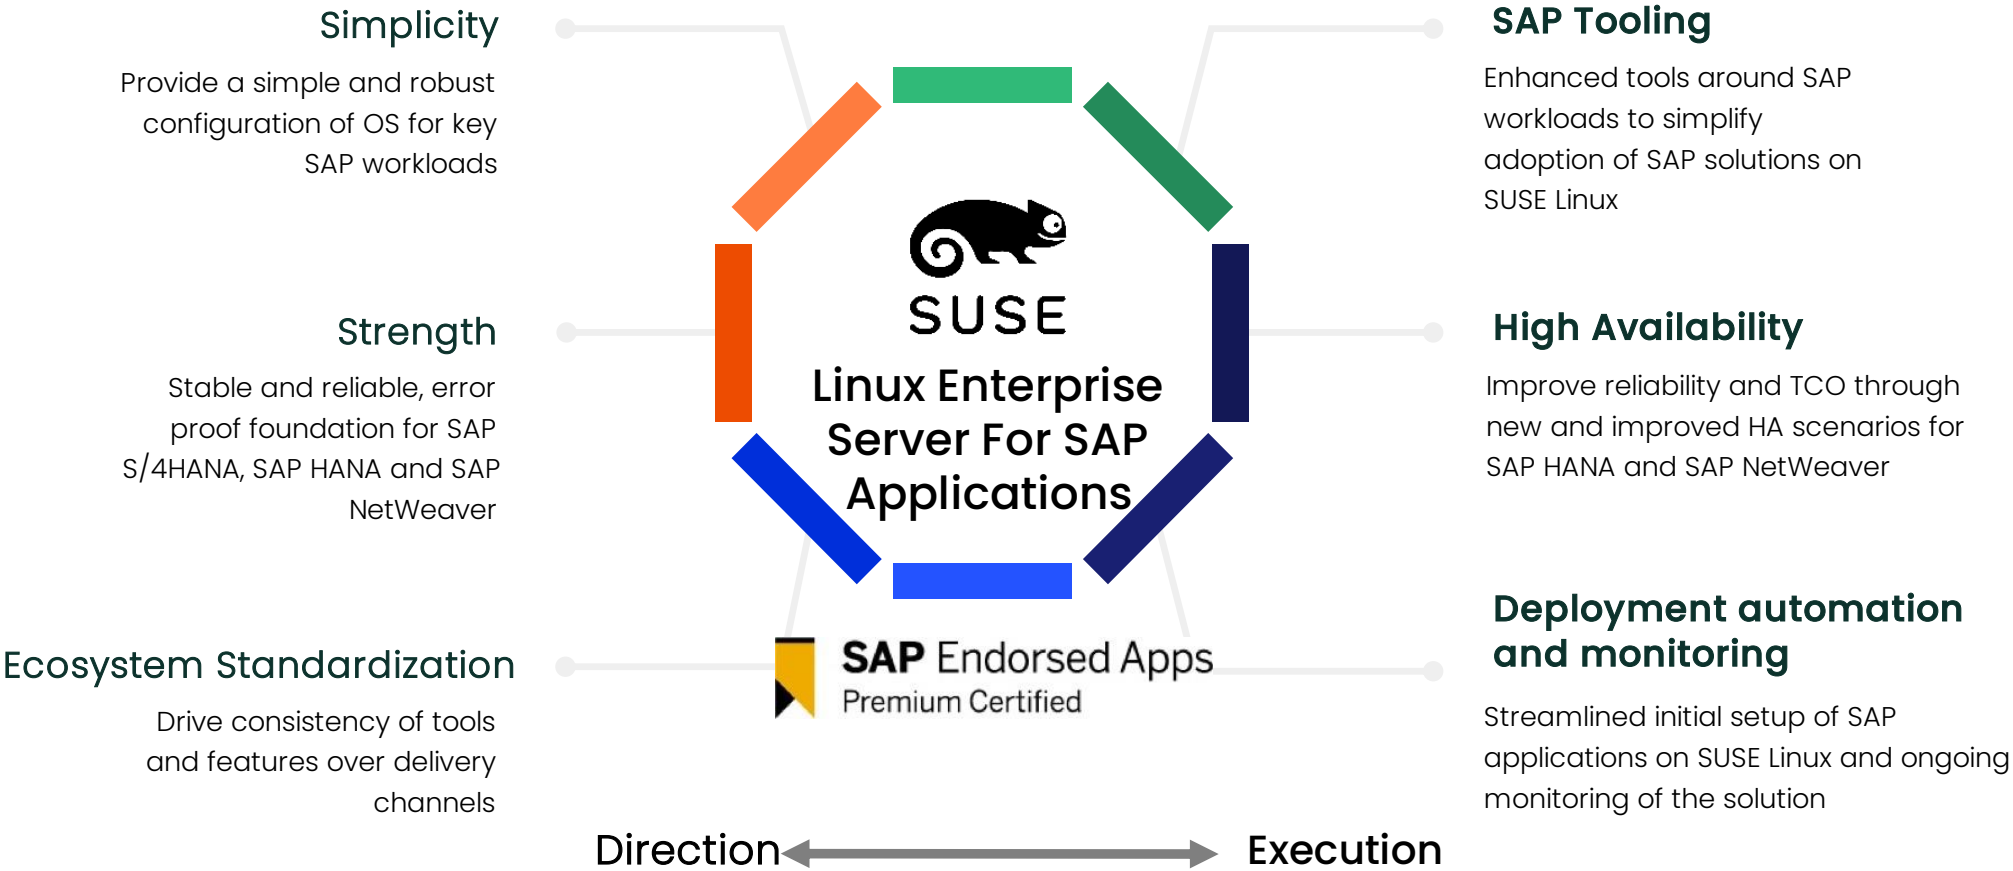 Simplicity
Provide a simple and robust
configuration of OS for key
SAP workloads
Strength
Stable and reliable, error
proof foundation for SAP
S/4HANA, SAP HANA and SAP
NetWeaver
Ecosystem Standardization
Drive consistency of tools
and features over delivery
channels
SUSE
Linux Enterprise
Server For SAP
Applications
SAP Endorsed Apps
Premium Certified
SAP Tooling
Enhanced tools around SAP
workloads to simplify
adoption of SAP solutions on
SUSE Linux
High Availability
Improve reliability and TCO through
new and improved HA scenarios for
SAP HANA and SAP NetWeaver
Deployment automation
and monitoring
Streamlined initial setup of SAP
applications on SUSE Linux and ongoing
monitoring of the solution
Direction
Execution